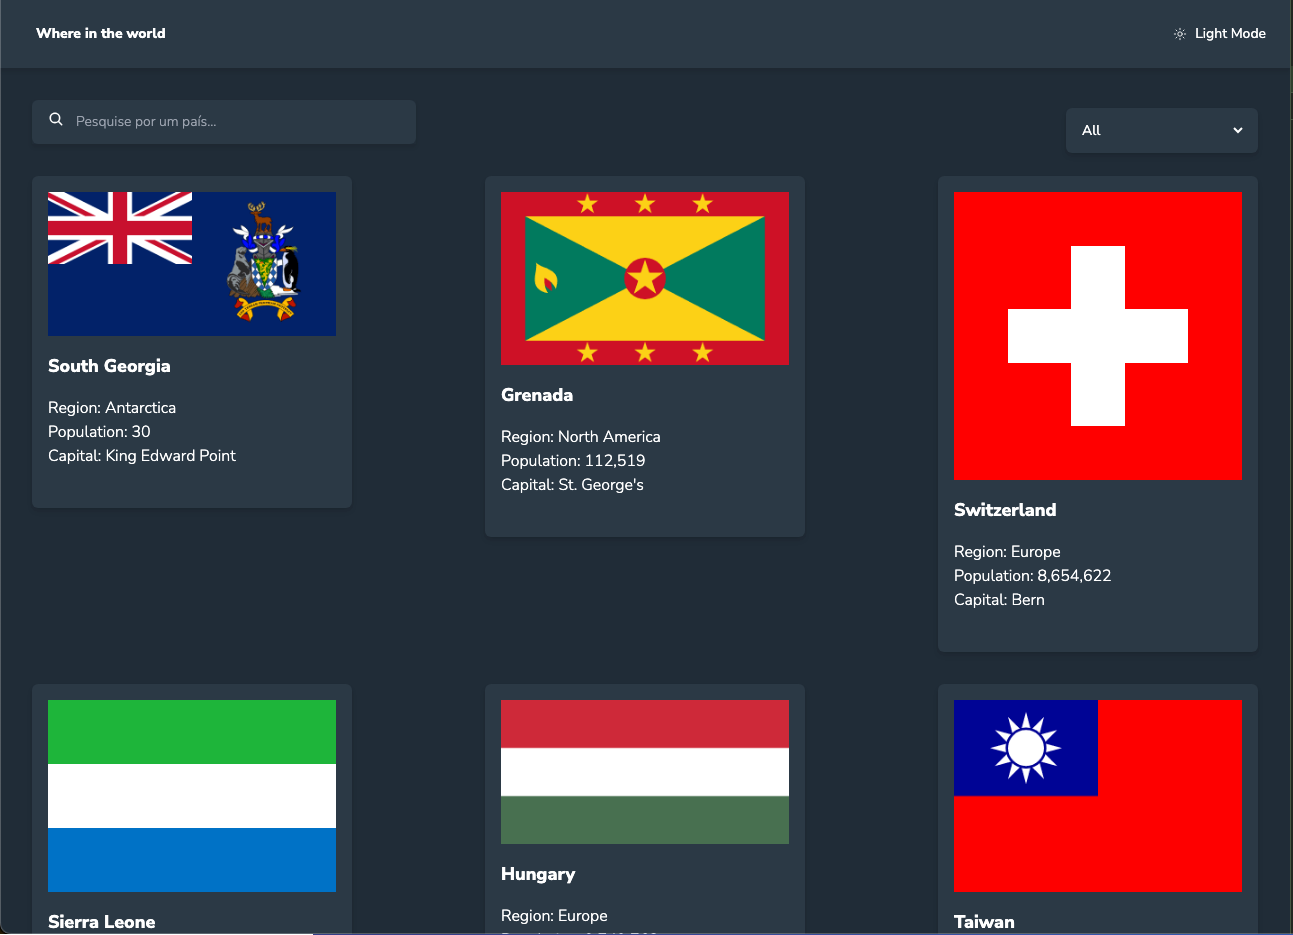 Where in the world
Light Mode
Pesquise por um país...
All
South Georgia
Region: Antarctica
Population: 30
Capital: King Edward Point
Grenada
Region: North America
Population: 112,519
Capital: St. George's
Switzerland
Region: Europe
Population: 8,654,622
Capital: Bern
Sierra Leone
Hungary
Region: Europe
Taiwan